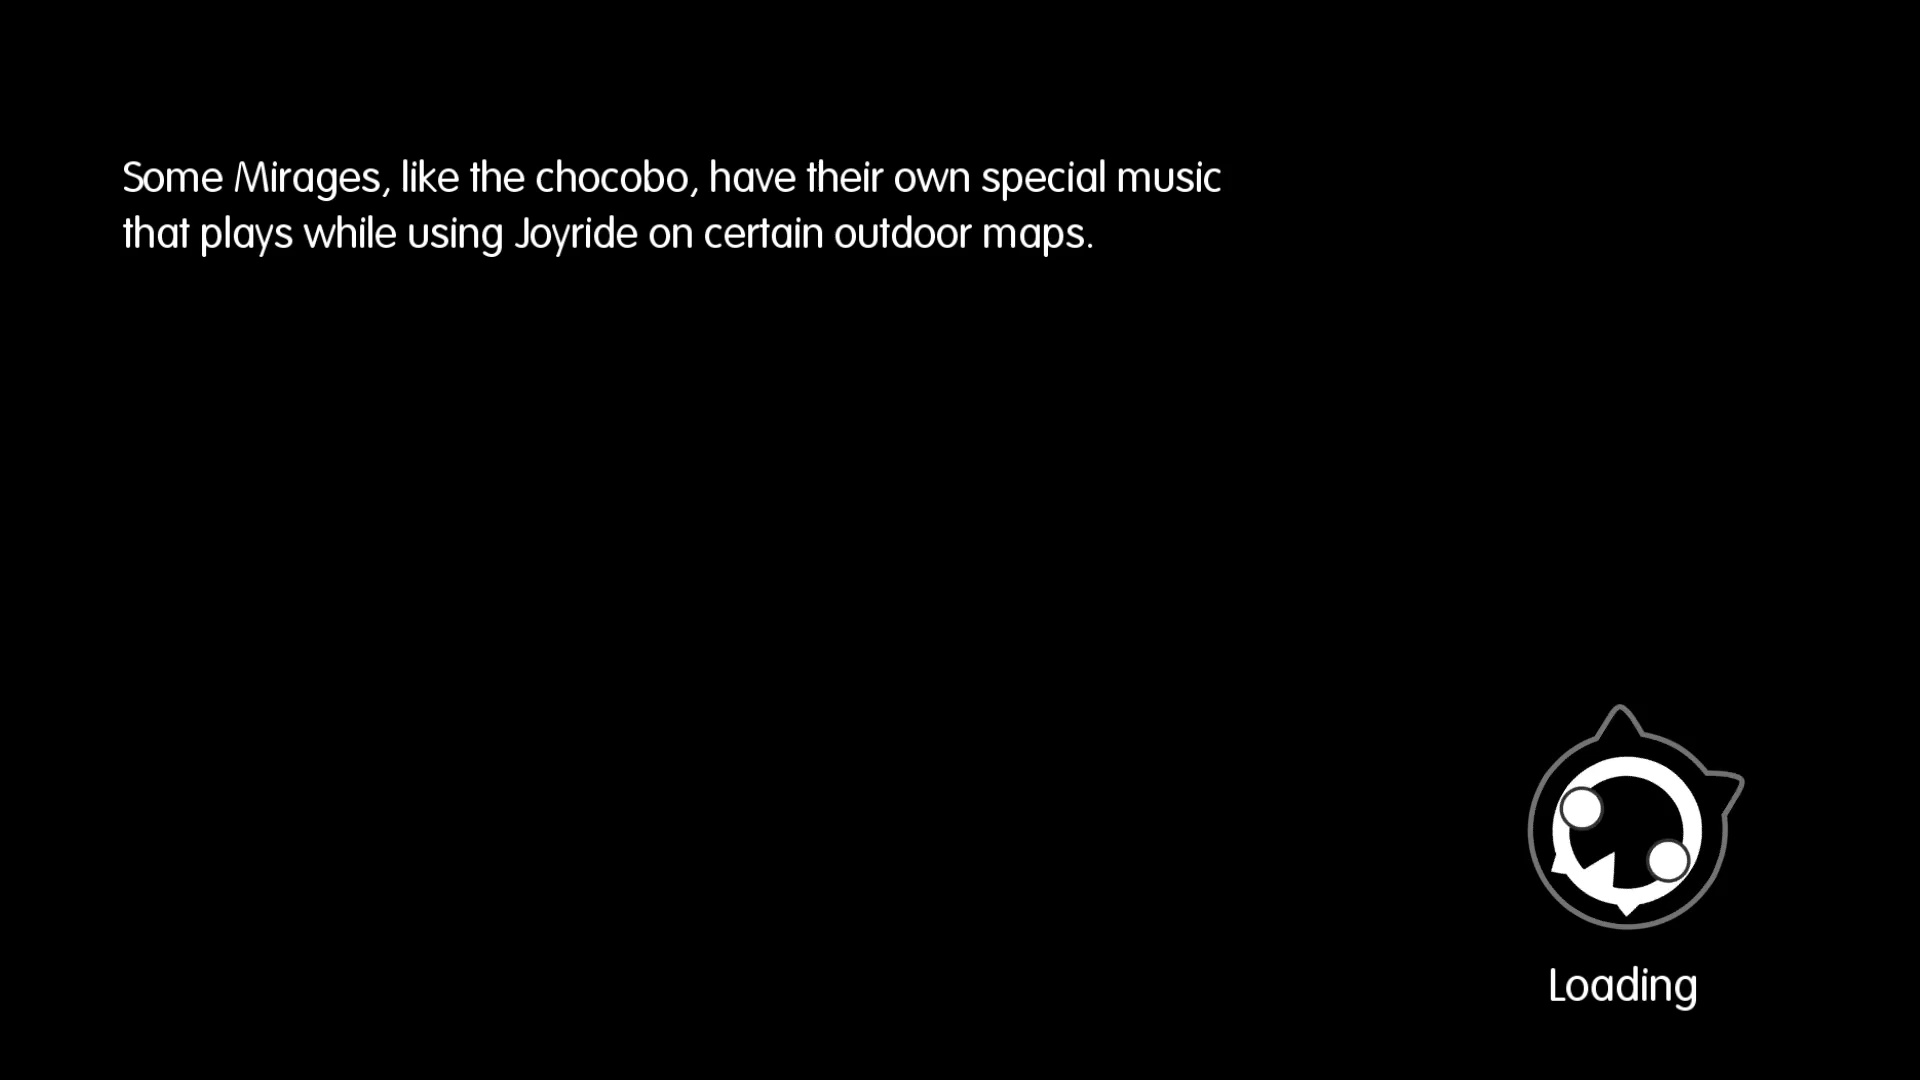 Some Mirages, like the chocobo, have their own special music
that plays while using Joyride on certain outdoor maps.
Loading